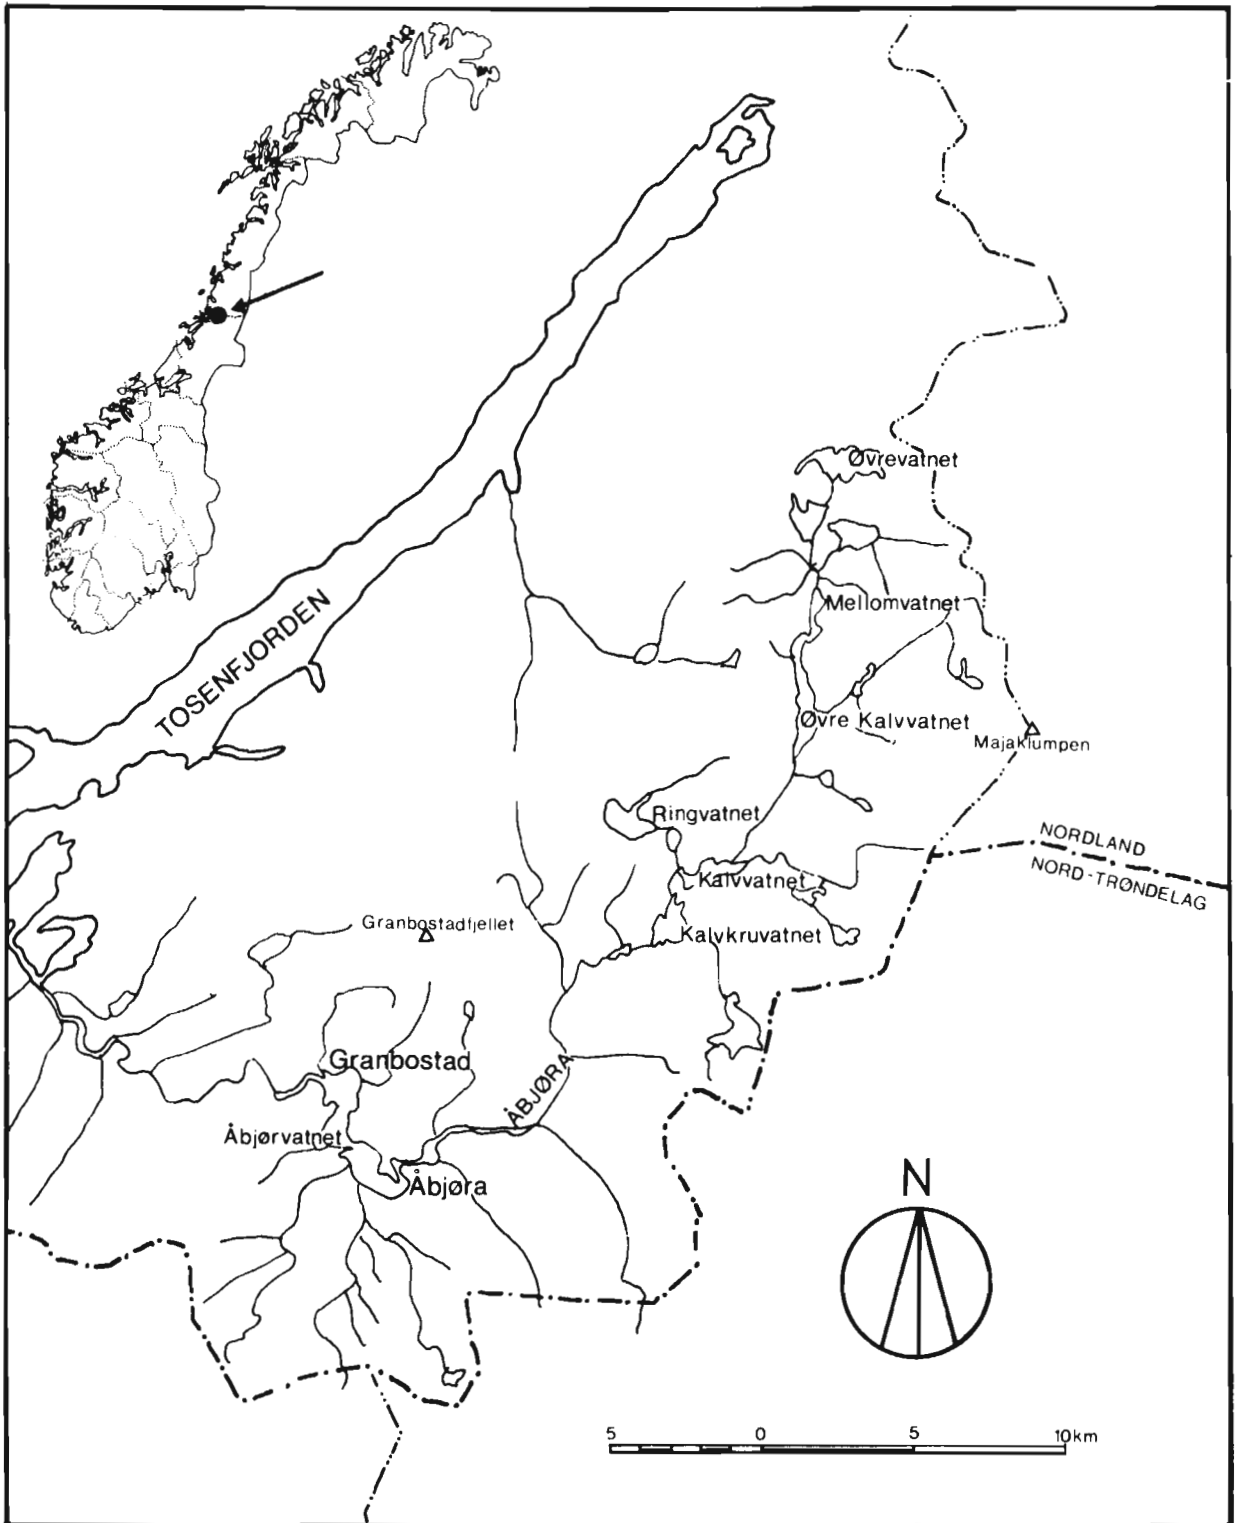 Øvrevatnet
Mellomvatnet
TOSENFJORDEN
Øvre Kalvvatnet
Majaklumpen
Ringvatnet
NORDLAND
NORD-TRØNDELAG
Kalvvatnet
Granbostadfjellet
Kalvkruvatnet
Granbostad
ÅBJØRA
Åbjørvatnet
Åbjøra
N
5 0 5 10km